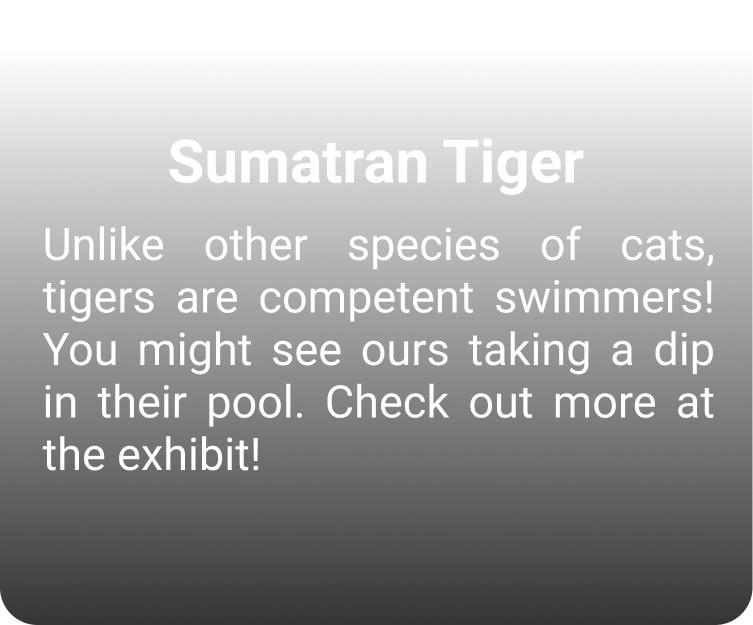 Sumatran Tiger
Unlike other species of cats,
tigers are competent swimmers!
You might see ours taking a dip
in their pool. Check out more at
the exhibit!